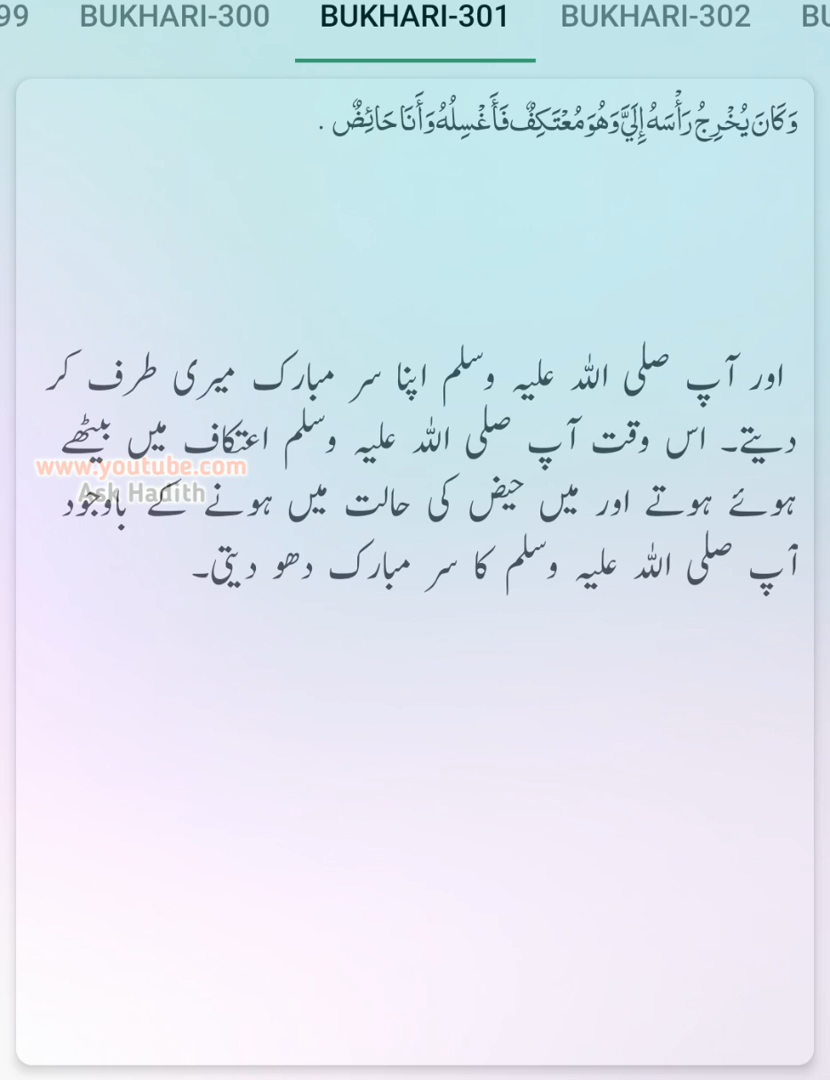 99 BUKHARI-300 BUKHARI-301 BUKHARI-302 BU
وَكَانَ يُخْرِجُ رَأْسَهُ إِلَيَّ وَهُوَ مُعْتَكِفٌ فَأَغْسِلُهُ وَأَنَا حَائِضٌ .
اور آپ صلی اللہ علیہ وسلم اپنا سر مبارک میری طرف کر
دیتے۔ اس وقت آپ صلی اللہ علیہ وسلم اعتکاف میں بیٹھے
www.youtube.com
Ask Hadith
ہوئے ہوتے اور میں حیض کی حالت میں ہونے کے باوجود
آپ صلی اللہ علیہ وسلم کا سر مبارک دھو دیتی۔